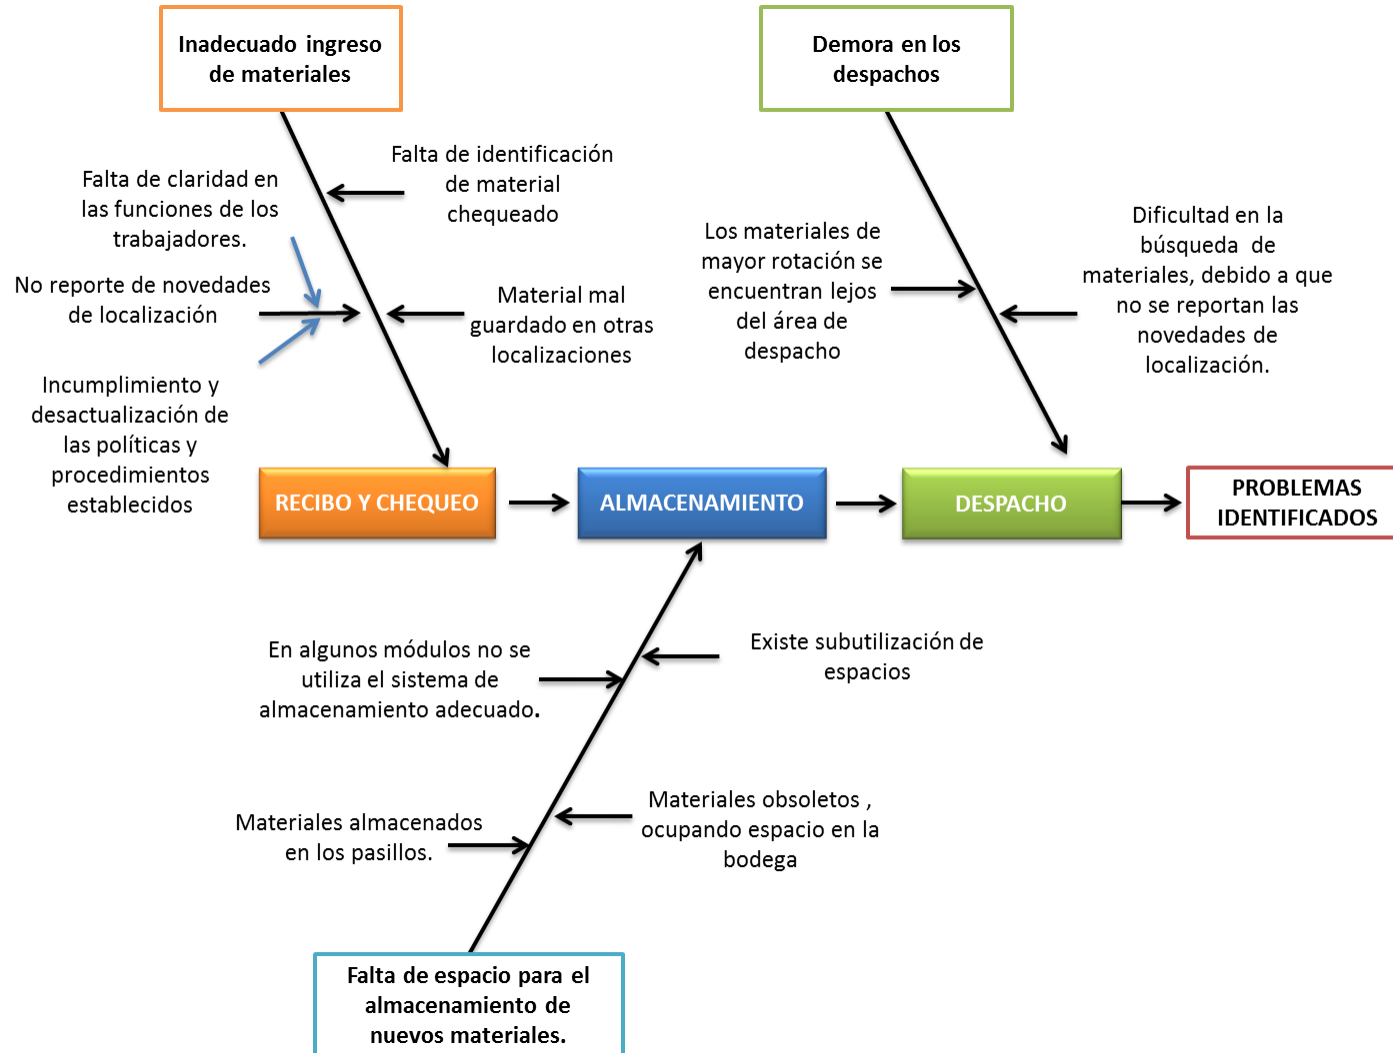 Inadecuado ingreso
de materiales
Demora en los
despachos
Falta de identificación
de material
chequeado
Falta de claridad en
las funciones de los
trabajadores.
No reporte de novedades
de localización
Material mal
guardado en otras
localizaciones
Incumplimiento y
desactualización de
las políticas y
procedimientos
establecidos
Los materiales de
mayor rotación se
encuentran lejos
del área de
despacho
Dificultad en la
búsqueda de
materiales, debido a que
no se reportan las
novedades de
localización.
RECIBO Y CHEQUEO
ALMACENAMIENTO
DESPACHO
PROBLEMAS
IDENTIFICADOS
En algunos módulos no se
utiliza el sistema de
almacenamiento adecuado.
Existe subutilización de
espacios
Materiales almacenados
en los pasillos.
Materiales obsoletos ,
ocupando espacio en la
bodega
Falta de espacio para el
almacenamiento de
nuevos materiales.